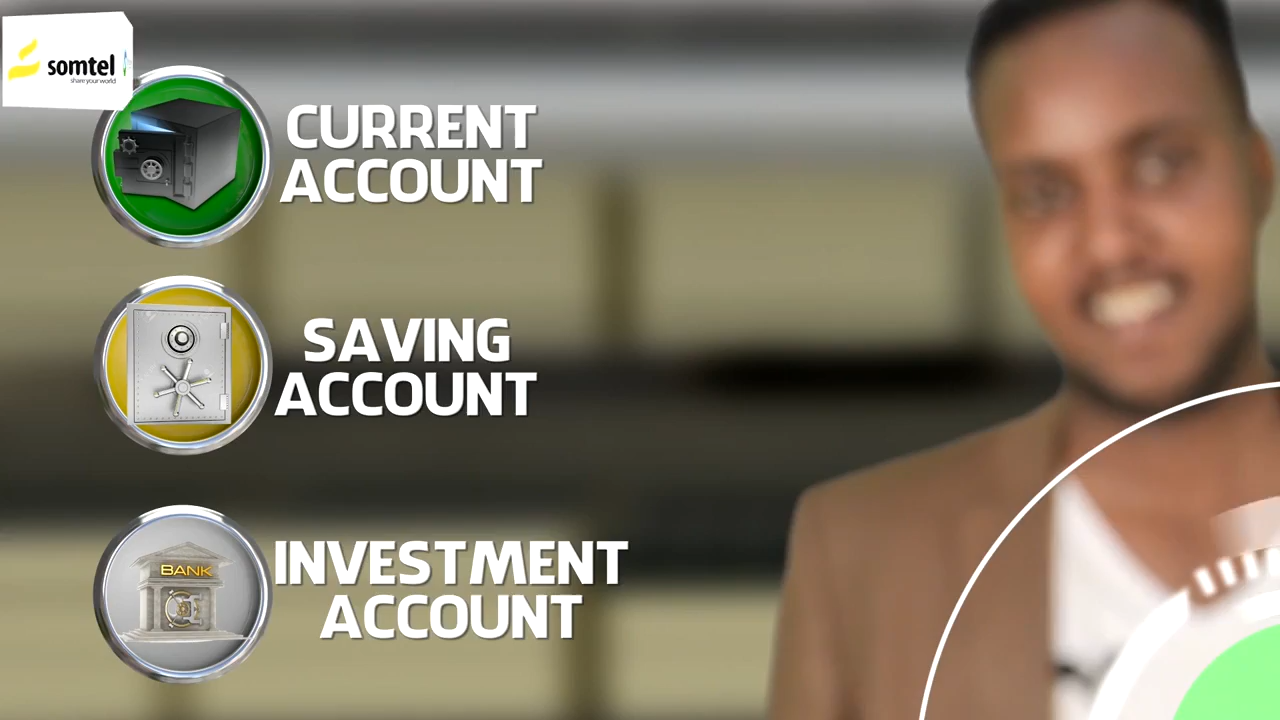 somtel
share your world
CURRENT
ACCOUNT
SAVING
ACCOUNT
BANK
INVESTMENT
ACCOUNT